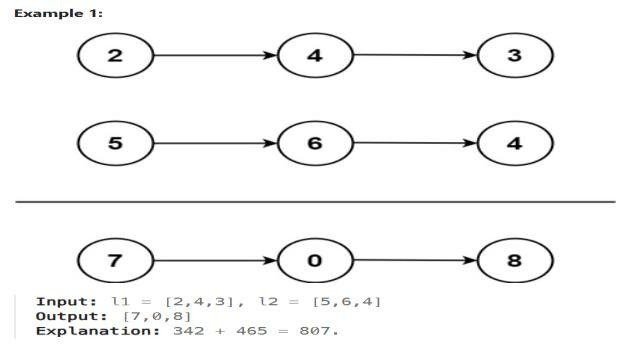 Example 1:
2 4 3
5 6 4
7 0 8
Input: l1 = [2,4,3], l2 = [5,6,4]
Output: [7,0,8]
Explanation: 342 + 465 = 807.